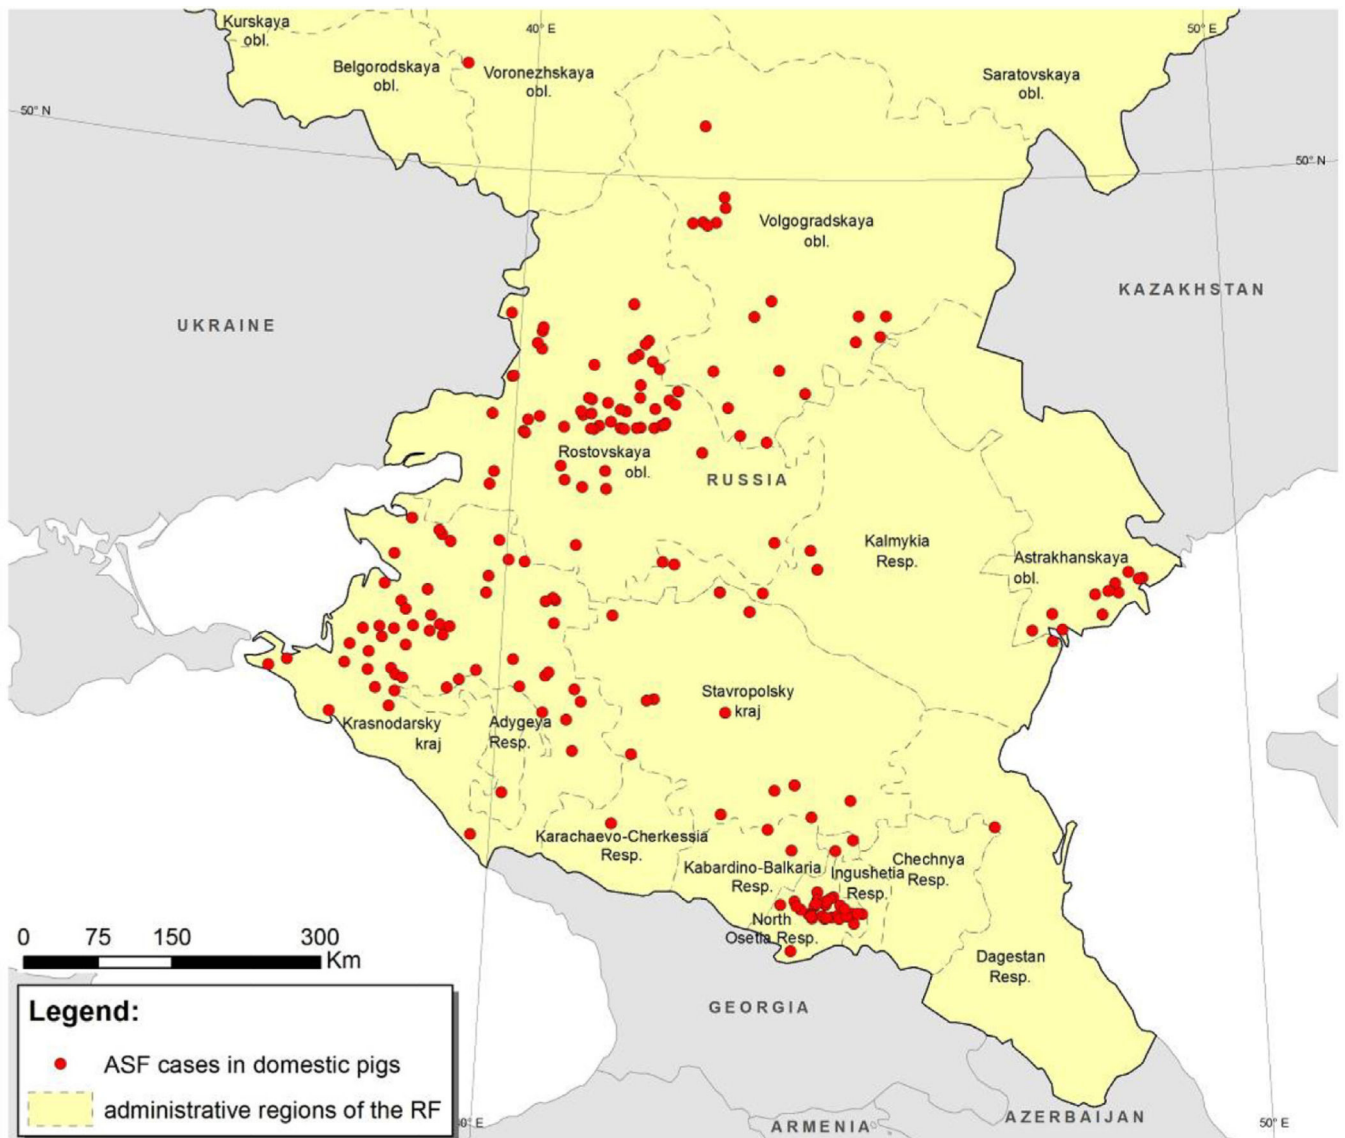 Kurskaya
obl.
40° E
50° E
Belgorodskaya
obl.
Voronezhskaya
obl.
Saratovskaya
obl.
50° N
50° N
Volgogradskaya
obl.
KAZAKHSTAN
UKRAINE
Rostovskaya
obl.
RUSSIA
Kalmykia
Resp.
Astrakhanskaya
obl.
Stavropolsky
kraj
Krasnodarsky
kraj
Adygeya
Resp.
Karachaevo-Cherkessia
Resp.
Kabardino-Balkaria
Resp.
Ingushetia
Resp.
Chechnya
Resp.
North
Osetia Resp.
Dagestan
Resp.
0 75 150 300
Km
GEORGIA
Legend:
ASF cases in domestic pigs
administrative regions of the RF
0° E
ARMENIA
AZERBAIJAN
50° E